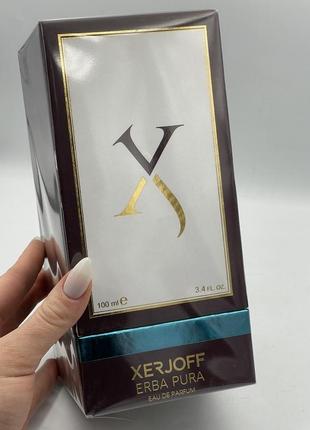 X
100 ml e 3.4 FL. OZ.
XERJOFF
ERBA PURA
EAU DE PARFUM